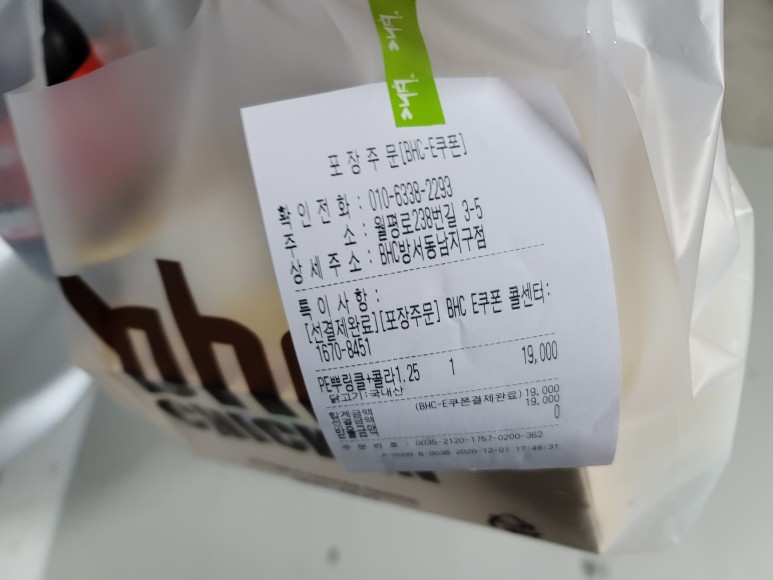 포장주문[BHC-E쿠폰]
확인전화 : 010-6338-2293
주 소 : 월평로238번길 3-5
상세주소 : BHC방서동남지구점
특이사항 :
[선결제완료][포장주문] BHC E쿠폰 콜센터:
1670-8451
PE뿌링클+콜라1.25 1 19,000
닭고기:국내산
합계금액 19,000
(BHC-E쿠폰결제완료) 19,000
0
주문번호 : 0035-2120-1757-0200-362
2020-12-01 17:48:31
bhc
CHICKEN